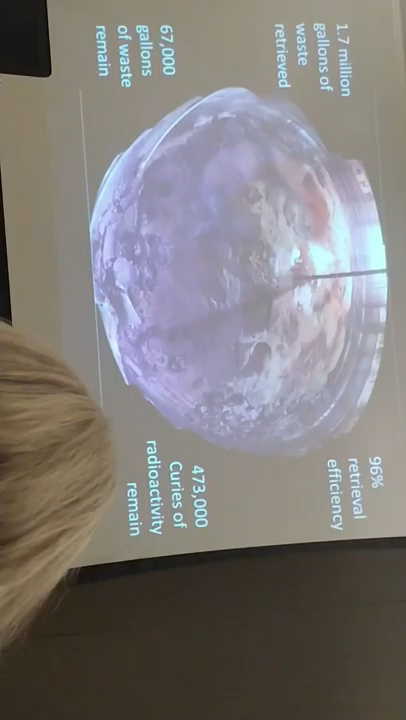 1.7 million
gallons of
waste
retrieved
96%
retrieval
efficiency
67,000
gallons
of waste
remain
473,000
Curies of
radioactivity
remain